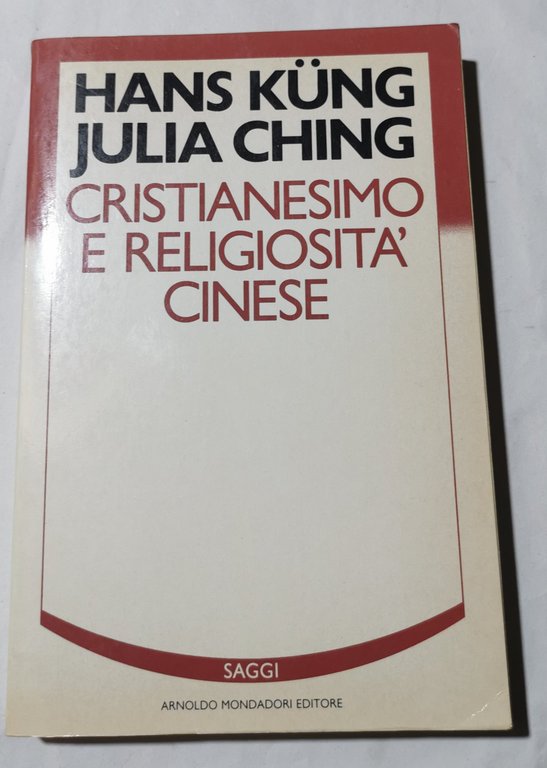 HANS KÜNG
JULIA CHING
CRISTIANESIMO
E RELIGIOSITA'
CINESE
SAGGI
ARNOLDO MONDADORI EDITORE